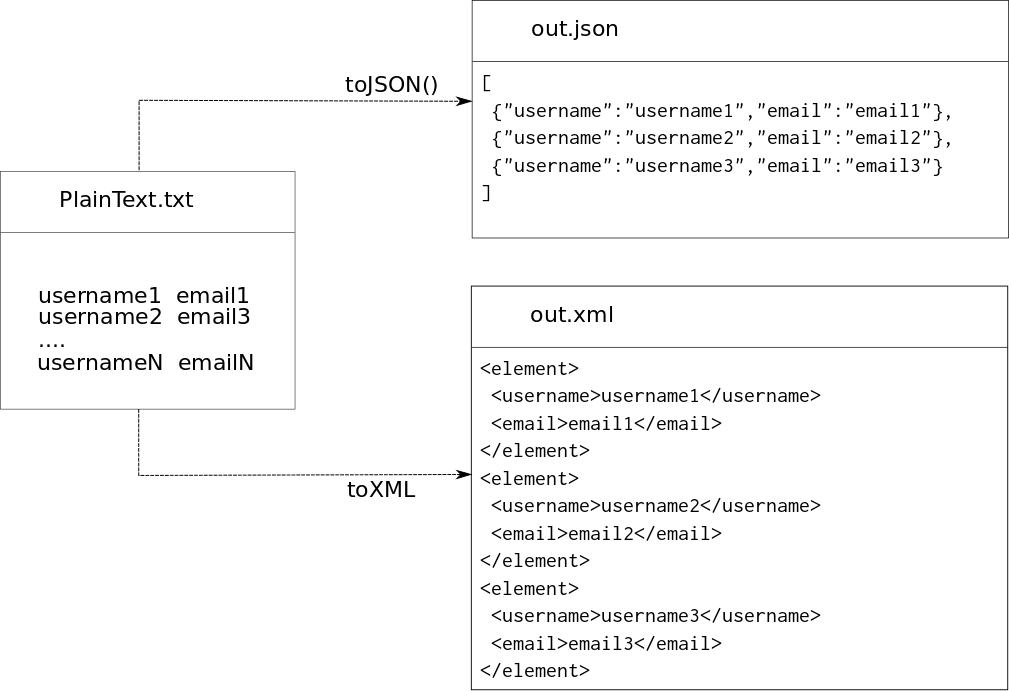 out.json
toJSON()
[
{"username":"username1","email":"email1"},
{"username":"username2","email":"email2"},
{"username":"username3","email":"email3"}
]
PlainText.txt
username1 email1
username2 email3
....
usernameN emailN
out.xml
toXML
<element>
<username>username1</username>
<email>email1</email>
</element>
<element>
<username>username2</username>
<email>email2</email>
</element>
<element>
<username>username3</username>
<email>email3</email>
</element>